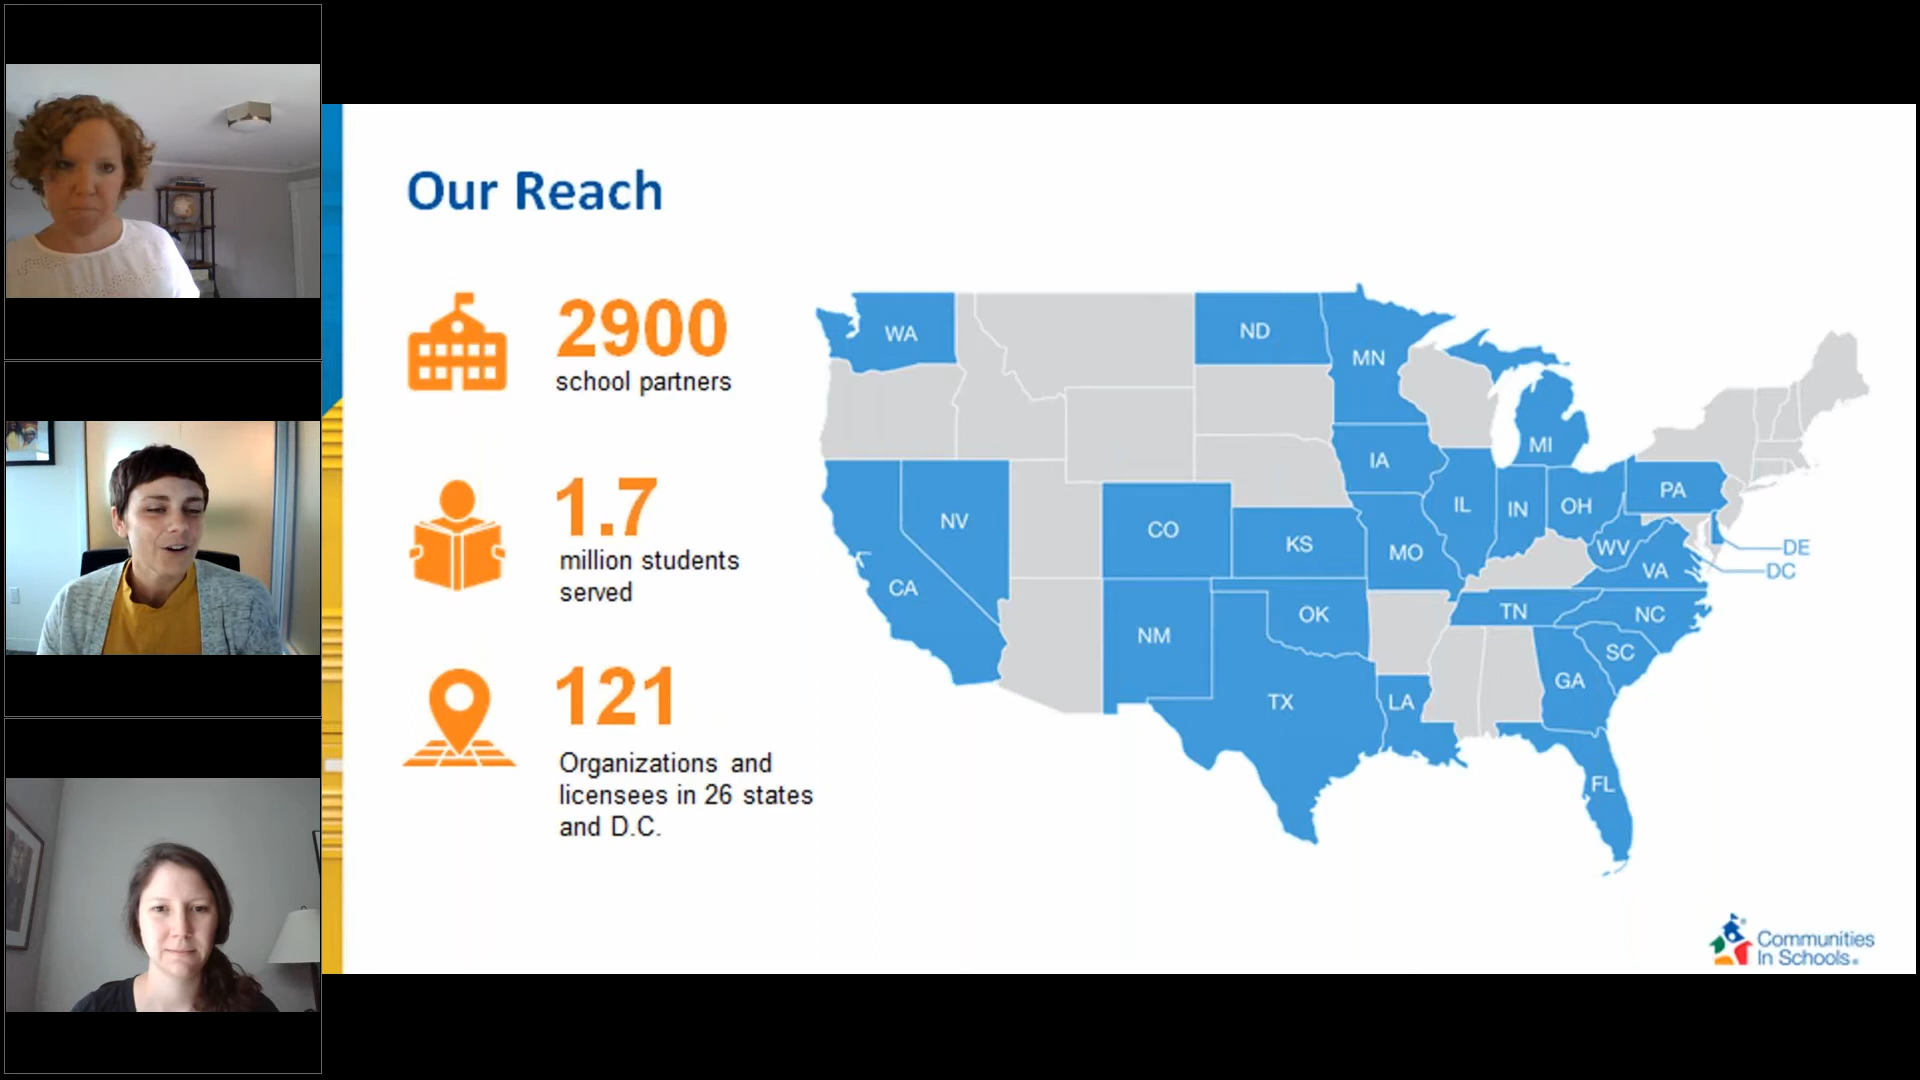 Our Reach
2900
school partners
1.7
million students
served
121
Organizations and
licensees in 26 states
and D.C.
WA
ND
MN
MI
IA
NV
CO
KS
MO
IL
IN
OH
PA
WV
VA
DE
DC
CA
NM
OK
TN
NC
SC
GA
TX
LA
FL
Communities
In Schools®